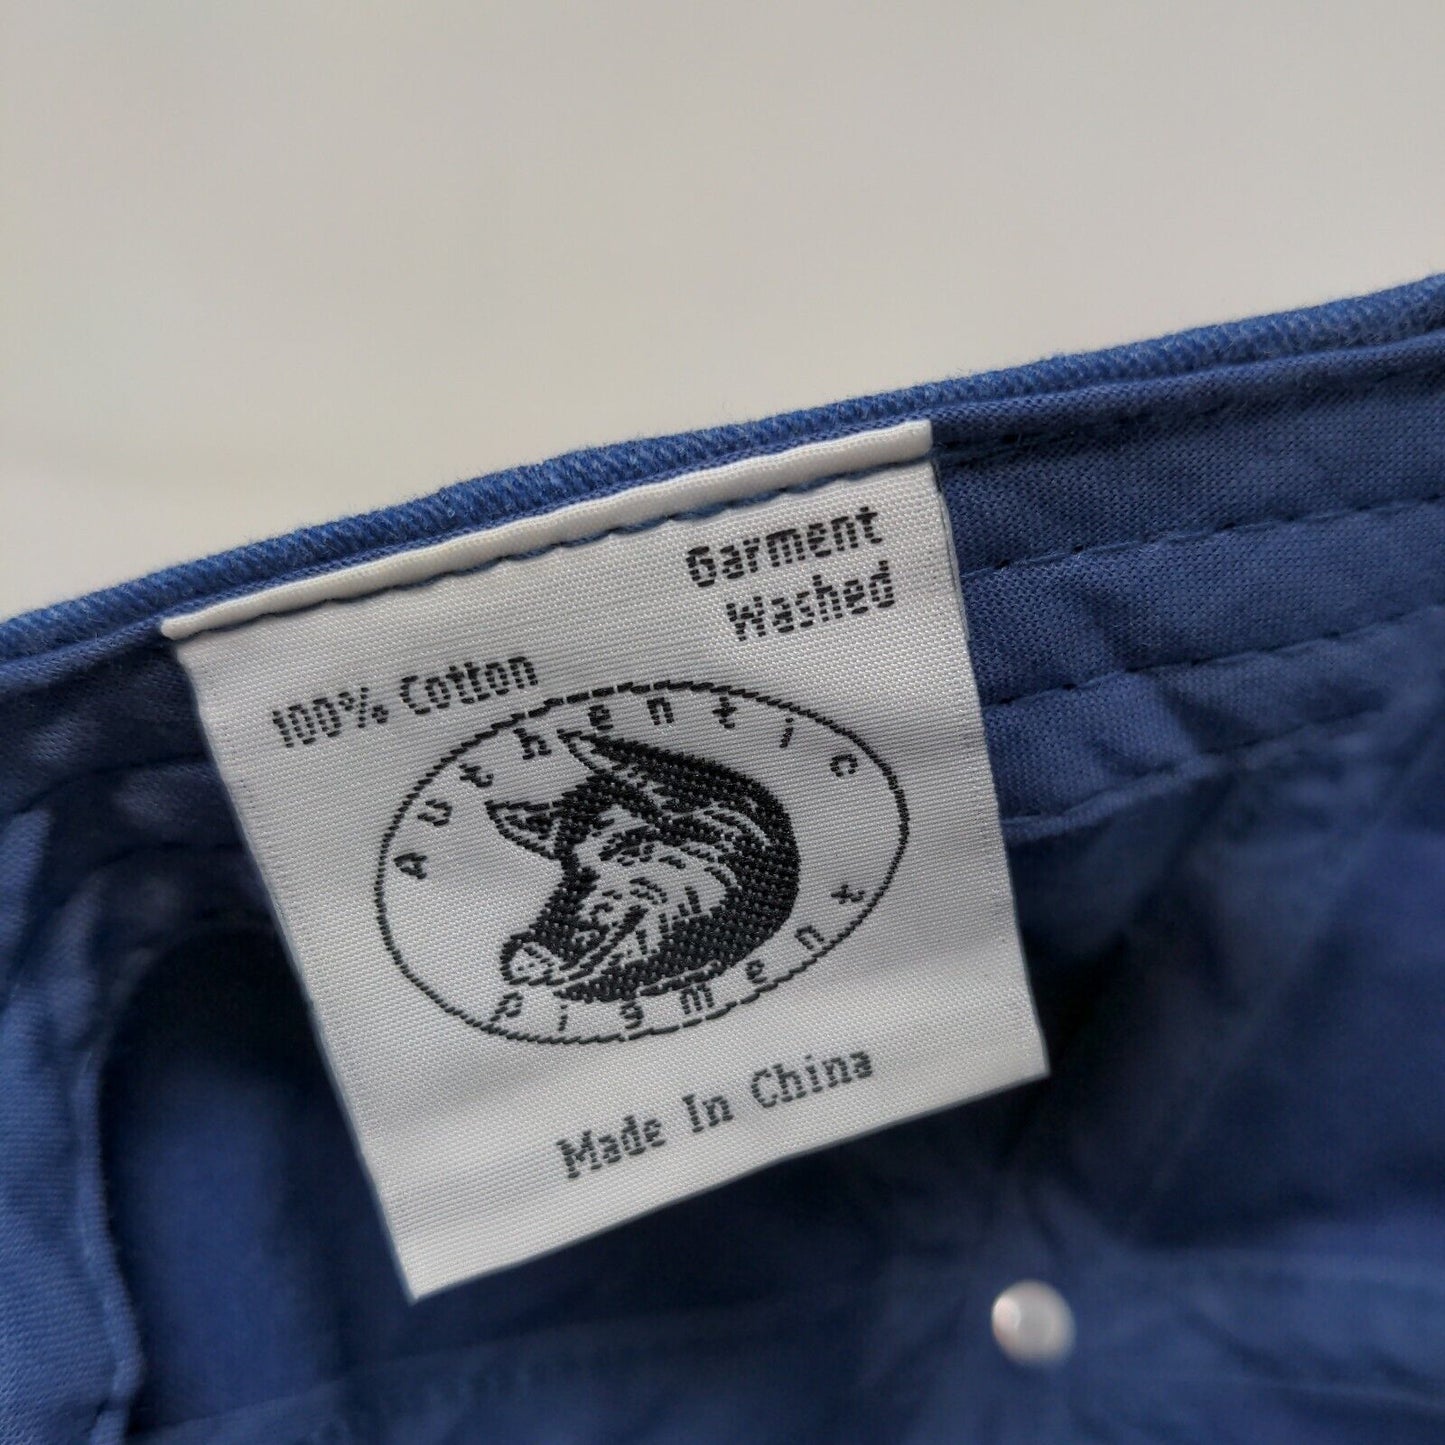 Garment
Washed
100% Cotton
Authentic
pigment
Made In China